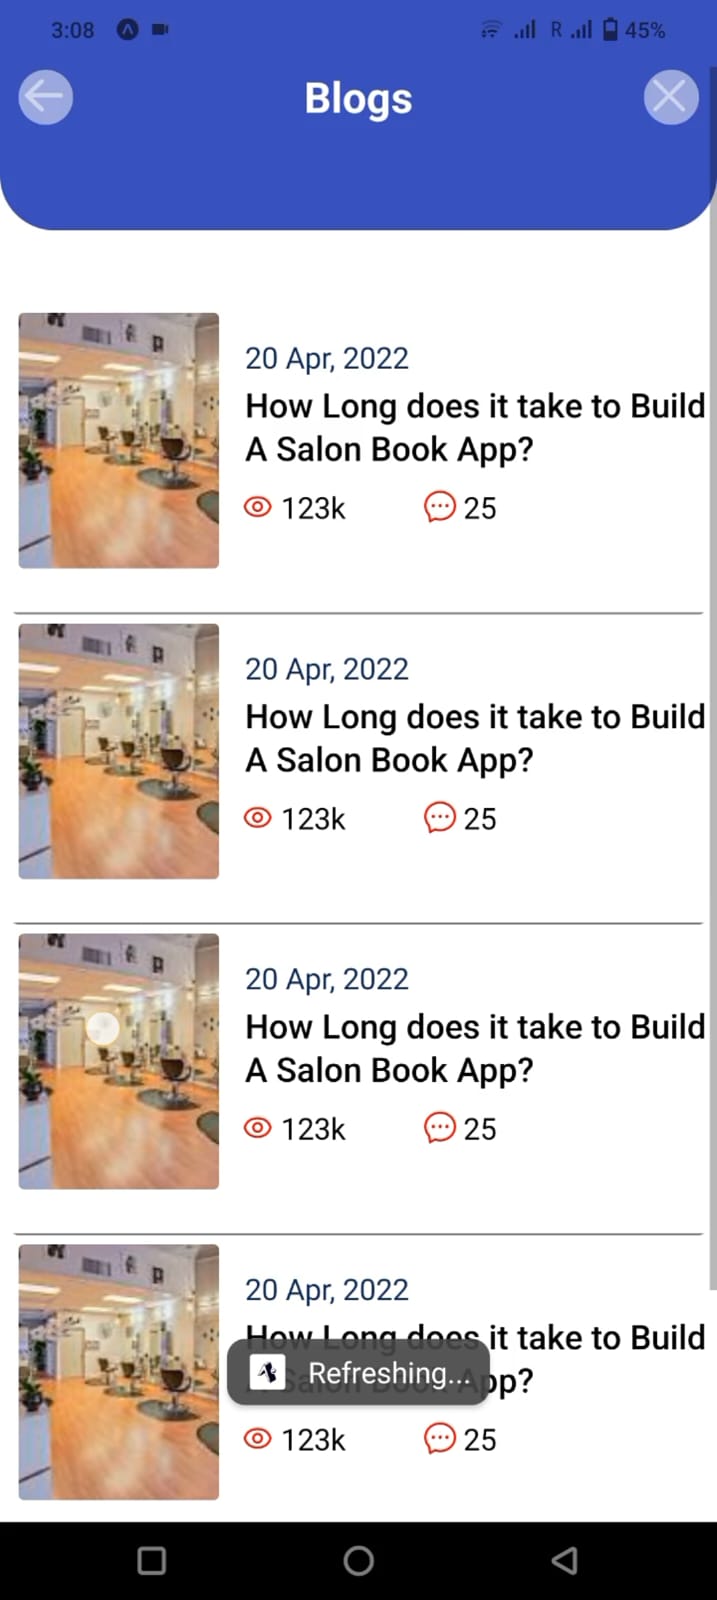 3:08 R 45%
Blogs
20 Apr, 2022
How Long does it take to Build
A Salon Book App?
123k 25
20 Apr, 2022
How Long does it take to Build
A Salon Book App?
123k 25
20 Apr, 2022
How Long does it take to Build
A Salon Book App?
123k 25
20 Apr, 2022
How Long does it take to Build
A Salon Book App?
Refreshing...
123k 25